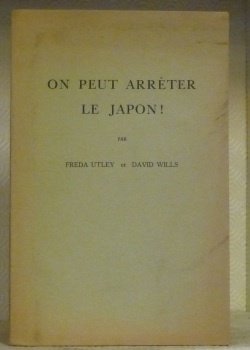 ON PEUT ARRÊTER
LE JAPON!
PAR
FREDA UTLEY et DAVID WILLS